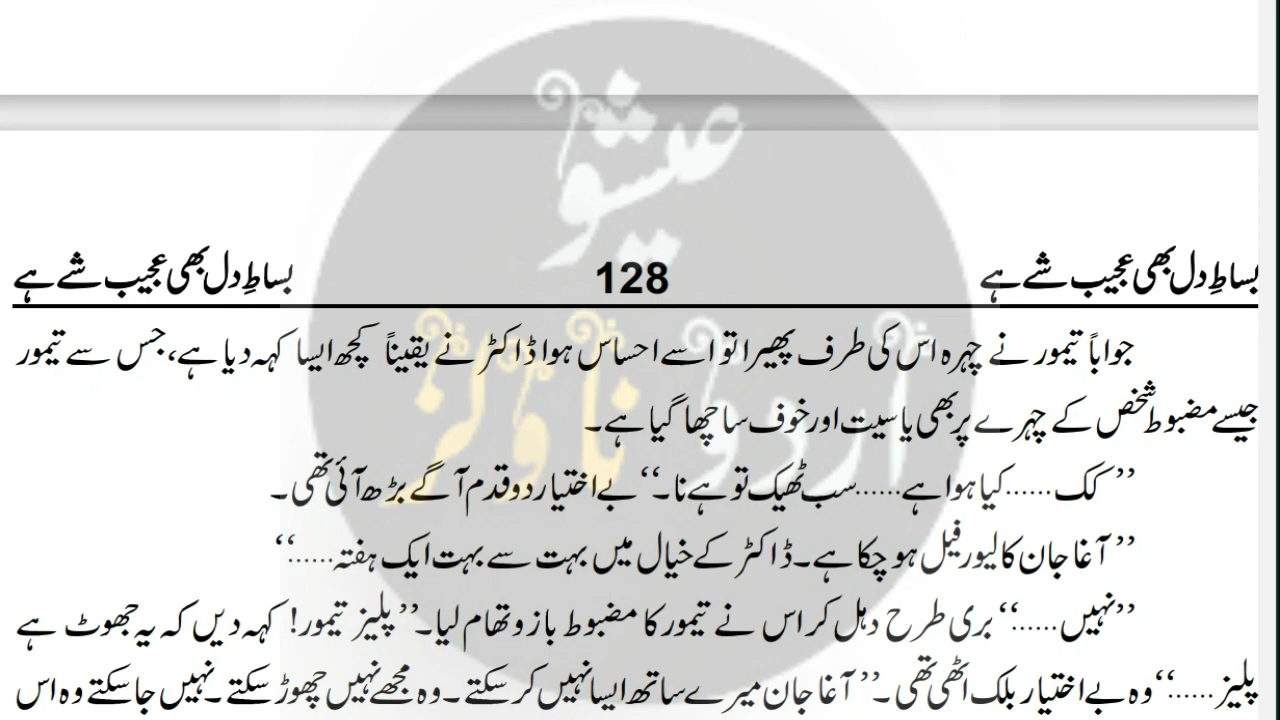 عیشو
اردو ناولز
بساطِ دل بھی عجیب شے ہے 128 بساطِ دل بھی عجیب شے ہے
جواباً تیمور نے چہرہ اس کی طرف پھیرا تو اسے احساس ہوا ڈاکٹر نے یقیناً کچھ ایسا کہہ دیا ہے، جس سے تیمور
جیسے مضبوط شخص کے چہرے پر بھی یاسیت اور خوف سا چھا گیا ہے۔
’’کک......کیا ہوا ہے......سب ٹھیک تو ہے نا۔‘‘ بے اختیار دو قدم آگے بڑھ آئی تھی۔
’’آغا جان کا لیور فیل ہو چکا ہے۔ ڈاکٹر کے خیال میں بہت سے بہت ایک ہفتہ......‘‘
’’نہیں......‘‘ بری طرح دہل کر اس نے تیمور کا مضبوط بازو تھام لیا۔ ’’پلیز تیمور! کہہ دیں کہ یہ جھوٹ ہے
پلیز......‘‘ وہ بے اختیار بلک اٹھی تھی۔ ’’آغا جان میرے ساتھ ایسا نہیں کر سکتے۔ وہ مجھے نہیں چھوڑ سکتے۔ نہیں جا سکتے وہ اس